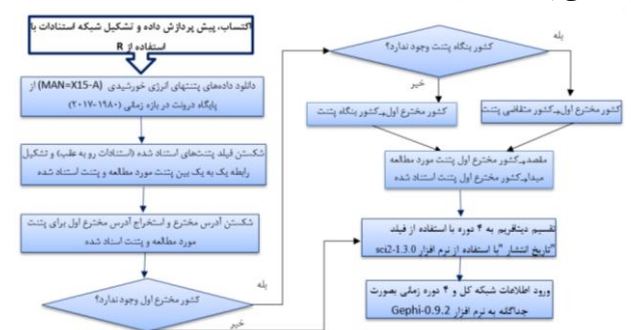 اکتساب، پیش پردازش داده و تشکیل شبکه استنادات با
استفاده از R
دانلود داده‌های پتنتهای انرژی خورشیدی (MAN=X15-A) از
پایگاه درونت در بازه زمانی (۱۹۸۰-۲۰۱۷)
شکستن فیلد پتنت‌های استناد شده (استنادات رو به عقب) و تشکیل
رابطه یک به یک بین پتنت مورد مطالعه و پتنت استناد شده
شکستن آدرس مخترع و استخراج آدرس مخترع اول برای پتنت
مورد مطالعه و پتنت استناد شده
کشور مخترع اول وجود ندارد؟
بله
خیر
کشور بنگاه پتنت وجود ندارد؟
بله
خیر
کشور مخترع اول=کشور متقاضی پتنت
کشور مخترع اول=کشور بنگاه پتنت
مقصد=کشور مخترع اول پتنت مورد مطالعه
مبدا=کشور مخترع اول پتنت استناد شده
تقسیم دیتافریم به ۴ دوره با استفاده از فیلد
"تاریخ انتشار" با استفاده از نرم افزار sci2-1.3.0
ورود اطلاعات شبکه کل و ۴ دوره زمانی بصورت
جداگانه به نرم افزار Gephi-0.9.2